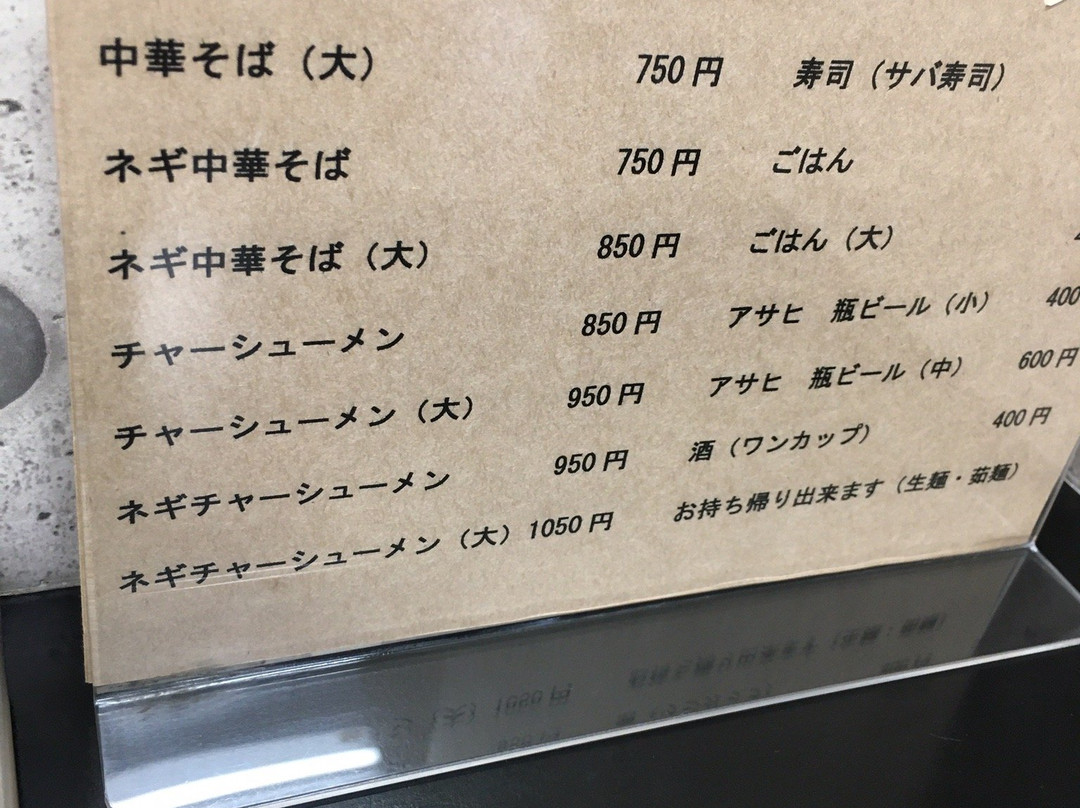 中華そば（大） 750円
ネギ中華そば 750円
ネギ中華そば（大） 850円
チャーシューメン 850円
チャーシューメン（大） 950円
ネギチャーシューメン 950円
ネギチャーシューメン（大） 1050円
寿司（サバ寿司）
ごはん
ごはん（大）
アサヒ 瓶ビール（小） 400
アサヒ 瓶ビール（中） 600円
酒（ワンカップ） 400円
お持ち帰り出来ます（生麺・茹麺）